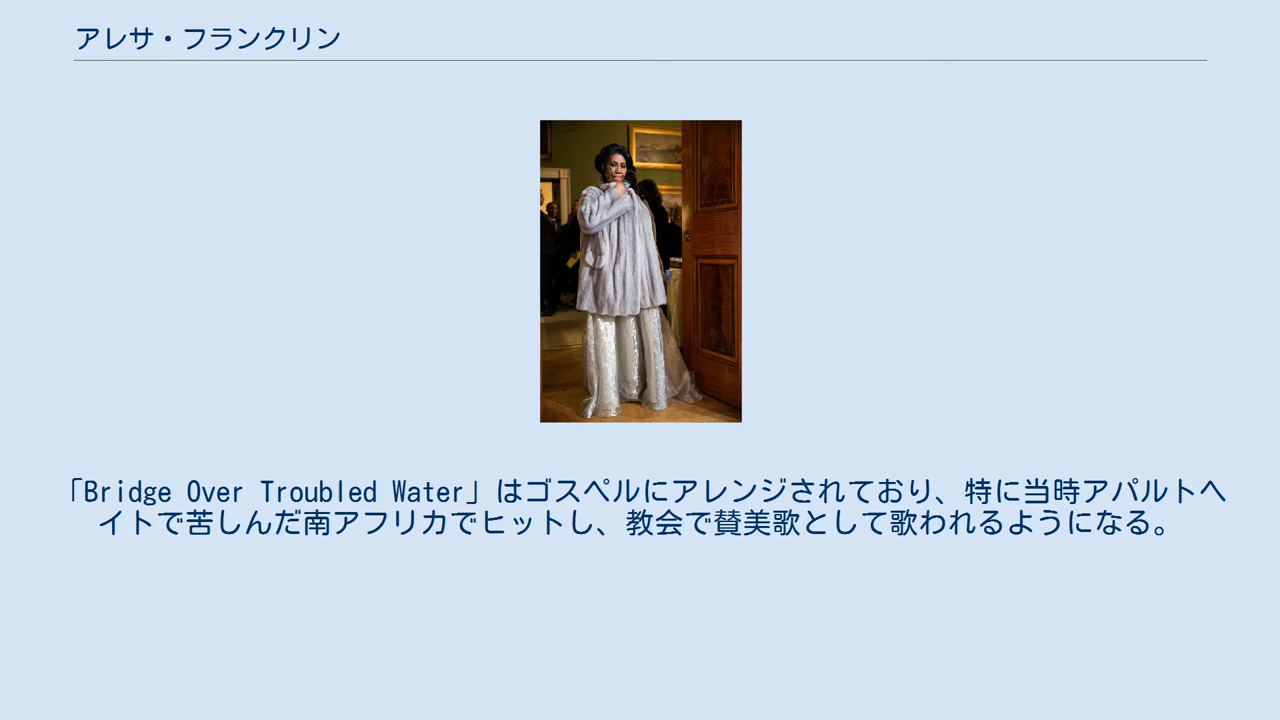 アレサ・フランクリン
「Bridge Over Troubled Water」はゴスペルにアレンジされており、特に当時アパルトヘ
イトで苦しんだ南アフリカでヒットし、教会で賛美歌として歌われるようになる。